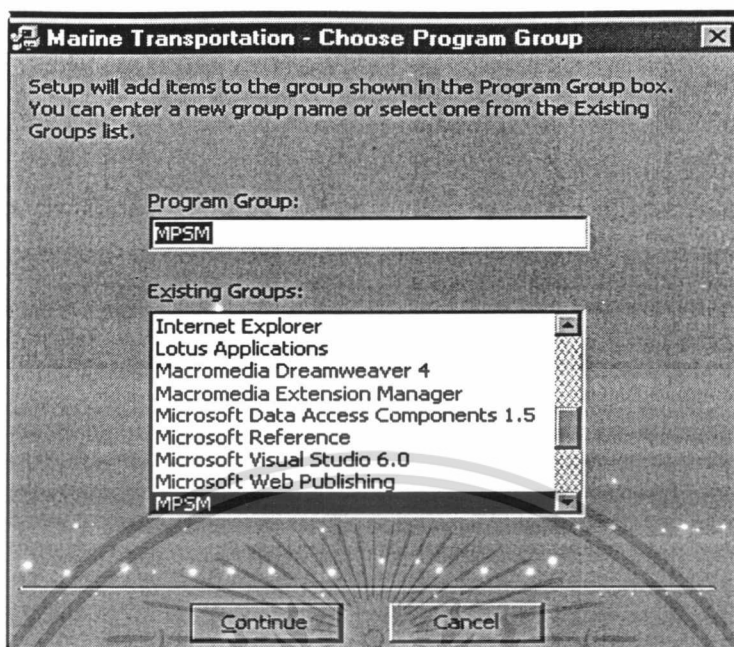 Marine Transportation - Choose Program Group
Setup will add items to the group shown in the Program Group box.
You can enter a new group name or select one from the Existing
Groups list.
Program Group:
MPSM
Existing Groups:
Internet Explorer
Lotus Applications
Macromedia Dreamweaver 4
Macromedia Extension Manager
Microsoft Data Access Components 1.5
Microsoft Reference
Microsoft Visual Studio 6.0
Microsoft Web Publishing
MPSM
Continue
Cancel